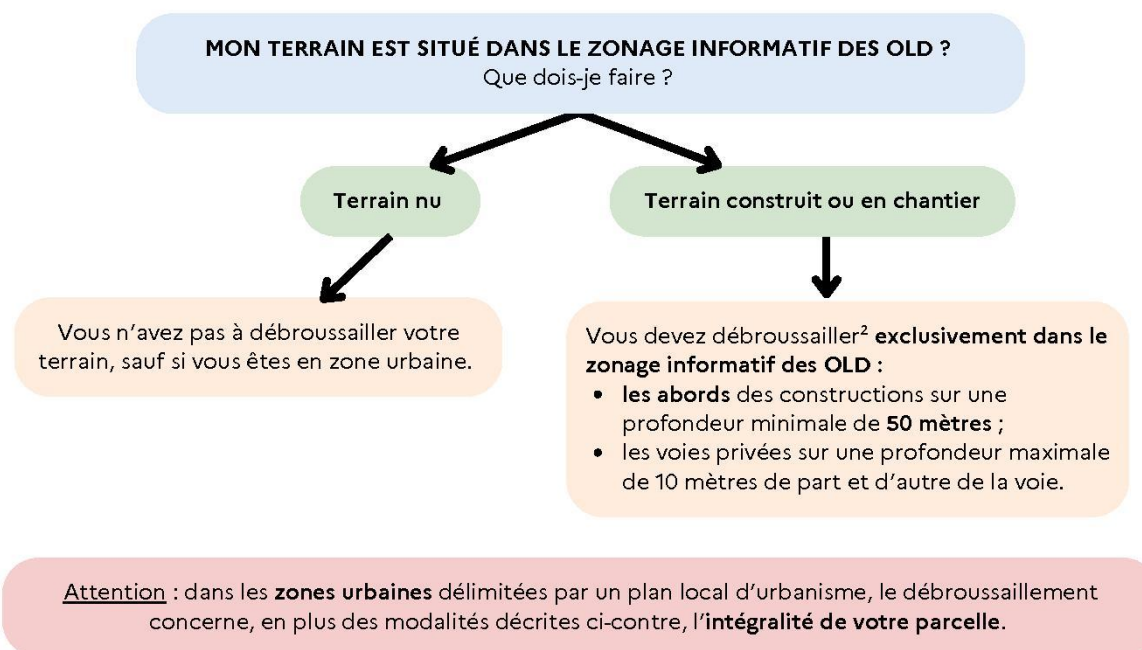 MON TERRAIN EST SITUÉ DANS LE ZONAGE INFORMATIF DES OLD ?
Que dois-je faire ?
Terrain nu
Terrain construit ou en chantier
Vous n'avez pas à débroussailler votre
terrain, sauf si vous êtes en zone urbaine.
Vous devez débroussailler² exclusivement dans le
zonage informatif des OLD :
• les abords des constructions sur une
profondeur minimale de 50 mètres ;
• les voies privées sur une profondeur maximale
de 10 mètres de part et d'autre de la voie.
Attention : dans les zones urbaines délimitées par un plan local d'urbanisme, le débroussaillement
concerne, en plus des modalités décrites ci-contre, l'intégralité de votre parcelle.